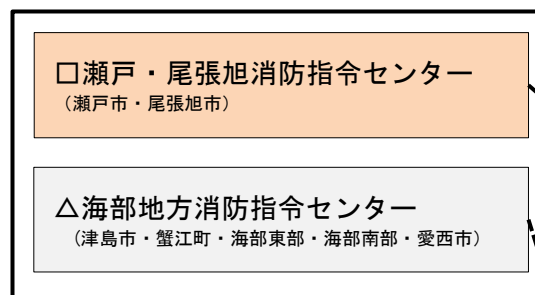 □瀬戸・尾張旭消防指令センター
（瀬戸市・尾張旭市）
△海部地方消防指令センター
（津島市・蟹江町・海部東部・海部南部・愛西市）